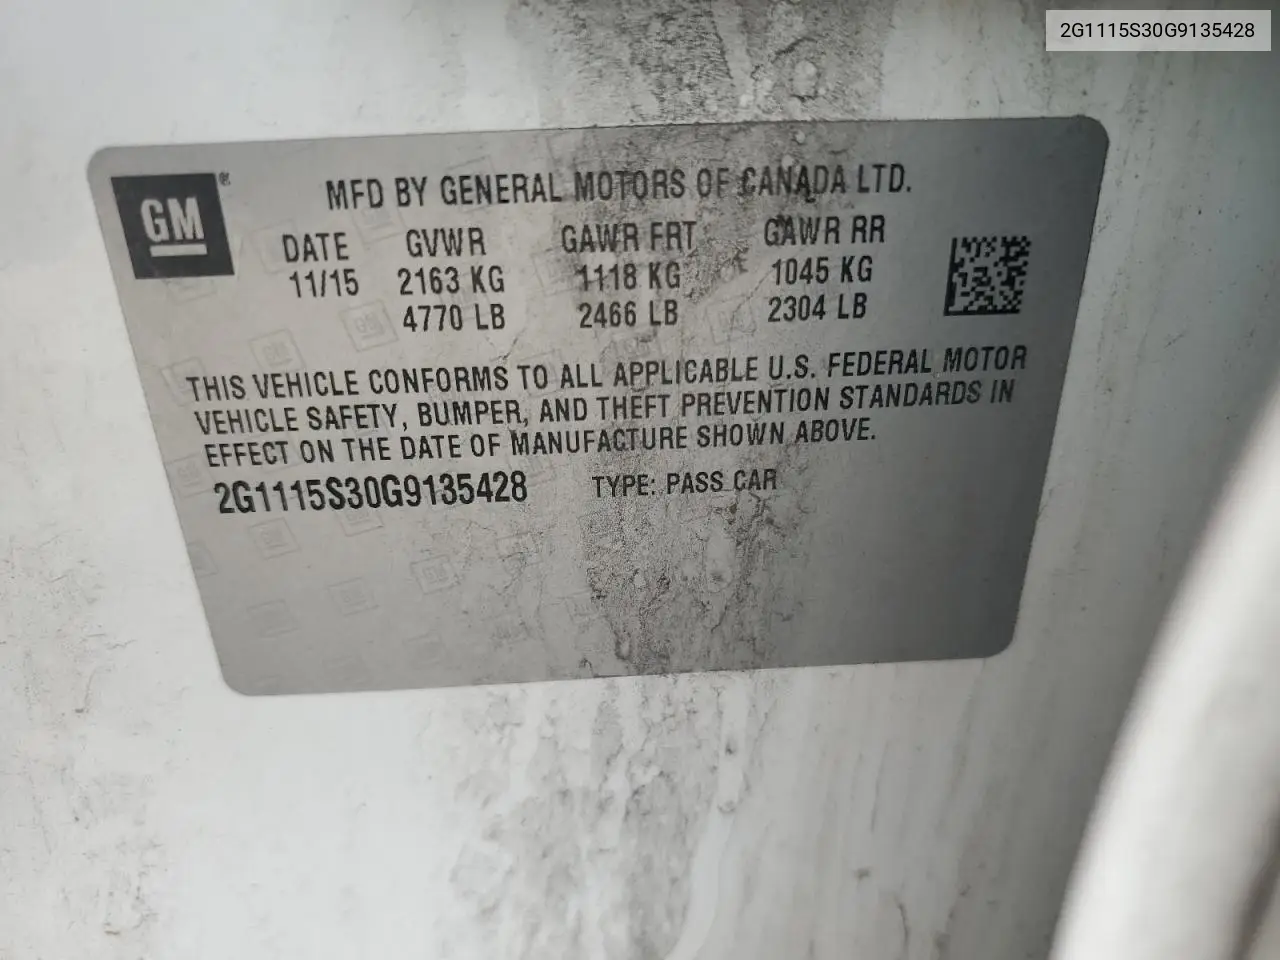 2G1115S30G9135428
GM®
MFD BY GENERAL MOTORS OF CANADA LTD.
DATE GVWR GAWR FRT GAWR RR
11/15 2163 KG 1118 KG 1045 KG
4770 LB 2466 LB 2304 LB
THIS VEHICLE CONFORMS TO ALL APPLICABLE U.S. FEDERAL MOTOR
VEHICLE SAFETY, BUMPER, AND THEFT PREVENTION STANDARDS IN
EFFECT ON THE DATE OF MANUFACTURE SHOWN ABOVE.
2G1115S30G9135428 TYPE: PASS CAR